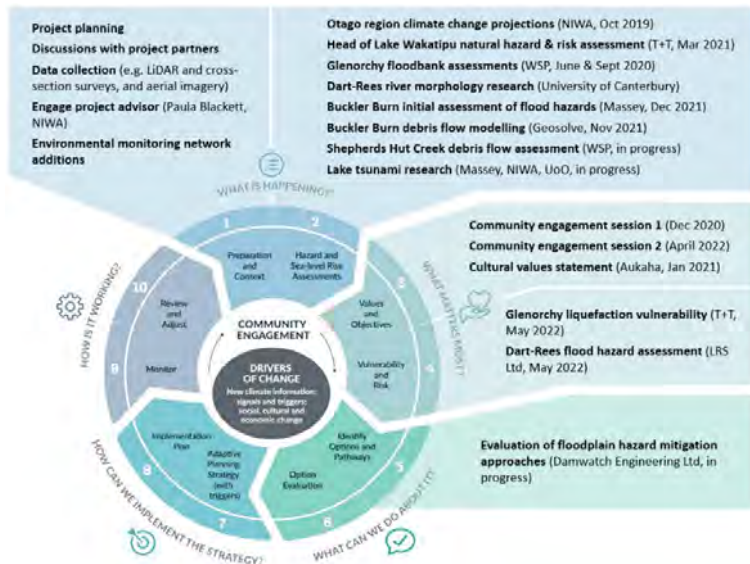 Project planning
Discussions with project partners
Data collection (e.g. LiDAR and cross-
section surveys, and aerial imagery)
Engage project advisor (Paula Blackett,
NIWA)
Environmental monitoring network
additions
Otago region climate change projections (NIWA, Oct 2019)
Head of Lake Wakatipu natural hazard & risk assessment (T+T, Mar 2021)
Glenorchy floodbank assessments (WSP, June & Sept 2020)
Dart-Rees river morphology research (University of Canterbury)
Buckler Burn initial assessment of flood hazards (Massey, Dec 2021)
Buckler Burn debris flow modelling (Geosolve, Nov 2021)
Shepherds Hut Creek debris flow assessment (WSP, in progress)
Lake tsunami research (Massey, NIWA, UoO, in progress)
Community engagement session 1 (Dec 2020)
Community engagement session 2 (April 2022)
Cultural values statement (Aukaha, Jan 2021)
Glenorchy liquefaction vulnerability (T+T,
May 2022)
Dart-Rees flood hazard assessment (LRS
Ltd, May 2022)
Evaluation of floodplain hazard mitigation
approaches (Damwatch Engineering Ltd, in
progress)
WHAT IS HAPPENING?
1
Preparation
and
Context
2
Hazard and
Sea-level Rise
Assessments
WHAT MATTERS MOST?
3
Values
and
Objectives
4
Vulnerability
and
Risk
WHAT CAN WE DO ABOUT IT?
5
Identify
Options and
Pathways
6
Option
Evaluation
HOW CAN WE IMPLEMENT THE STRATEGY?
7
Adaptive
Planning
Strategy
(with
triggers)
8
Implementation
Plan
HOW IS IT WORKING?
9
Monitor
10
Review
and
Adjust
COMMUNITY
ENGAGEMENT
DRIVERS
OF CHANGE
New climate information:
signals and triggers:
social, cultural and
economic change